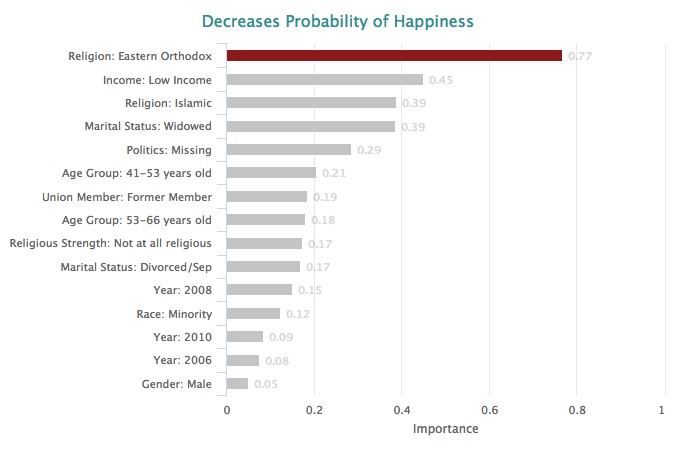 Decreases Probability of Happiness
Religion: Eastern Orthodox 0.77
Income: Low Income 0.45
Religion: Islamic 0.39
Marital Status: Widowed 0.39
Politics: Missing 0.29
Age Group: 41-53 years old 0.21
Union Member: Former Member 0.19
Age Group: 53-66 years old 0.18
Religious Strength: Not at all religious 0.17
Marital Status: Divorced/Sep 0.17
Year: 2008 0.15
Race: Minority 0.12
Year: 2010 0.09
Year: 2006 0.08
Gender: Male 0.05
0 0.2 0.4 0.6 0.8 1
Importance